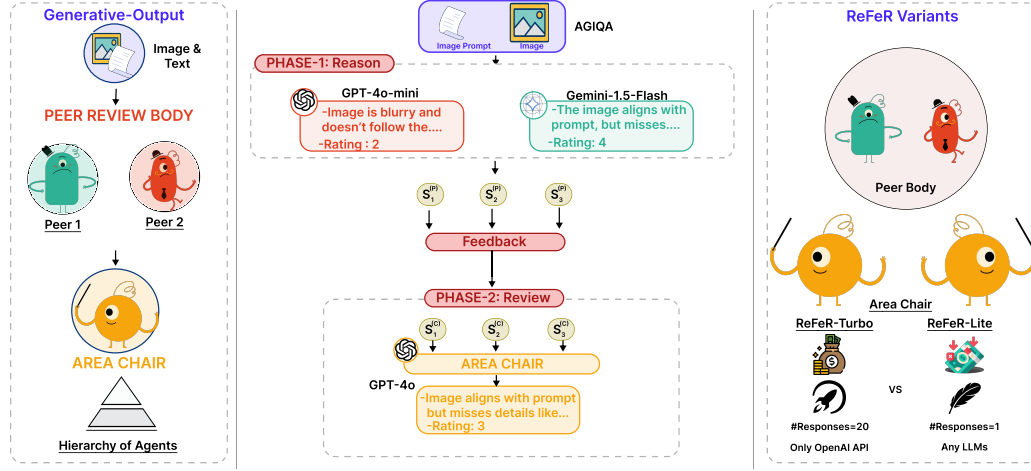 Generative-Output
Image &
Text
PEER REVIEW BODY
Peer 1
Peer 2
AREA CHAIR
Hierarchy of Agents
Image Prompt
Image
AGIQA
PHASE-1: Reason
GPT-4o-mini
-Image is blurry and
doesn't follow the....
-Rating : 2
Gemini-1.5-Flash
-The image aligns with
prompt, but misses....
-Rating: 4
S1(P)
S2(P)
S3(P)
Feedback
PHASE-2: Review
S1(C)
S2(C)
S3(C)
AREA CHAIR
GPT-4o
-Image aligns with prompt
but misses details like...
-Rating: 3
ReFeR Variants
Peer Body
Area Chair
ReFeR-Turbo
ReFeR-Lite
vs
#Responses=20
#Responses=1
Only OpenAI API
Any LLMs